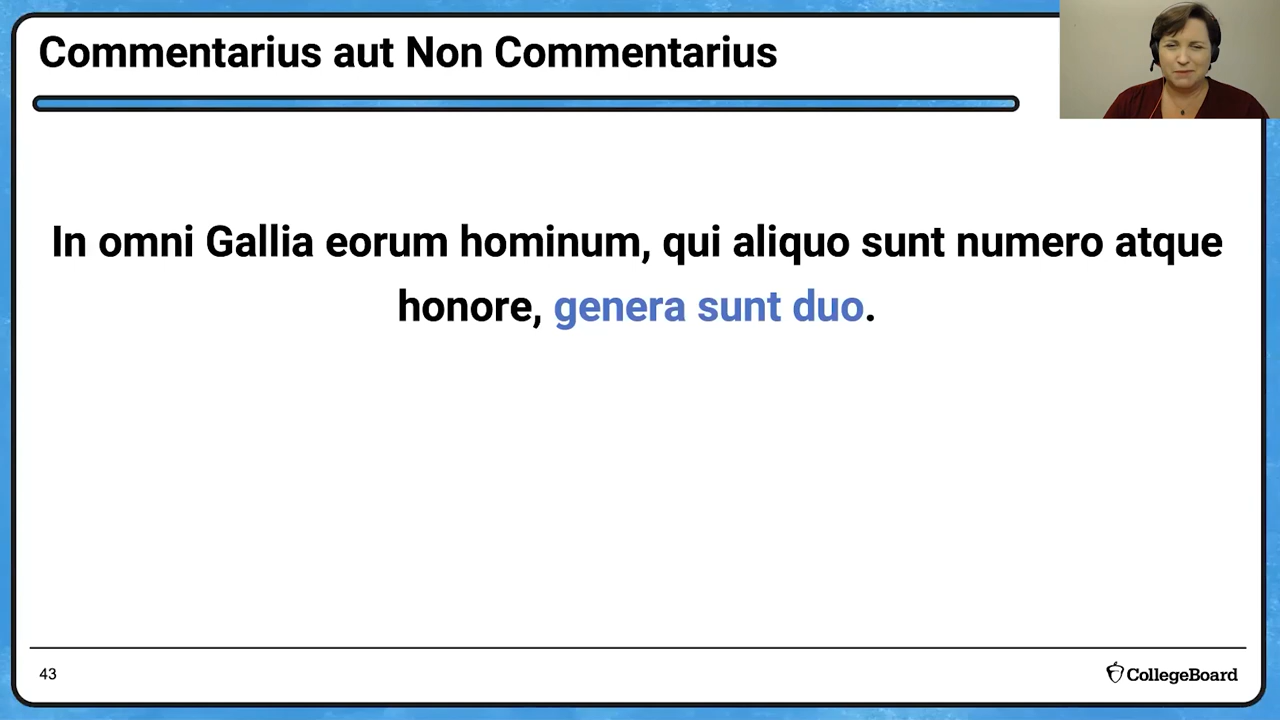 Commentarius aut Non Commentarius
In omni Gallia eorum hominum, qui aliquo sunt numero atque
honore, genera sunt duo.
43
CollegeBoard